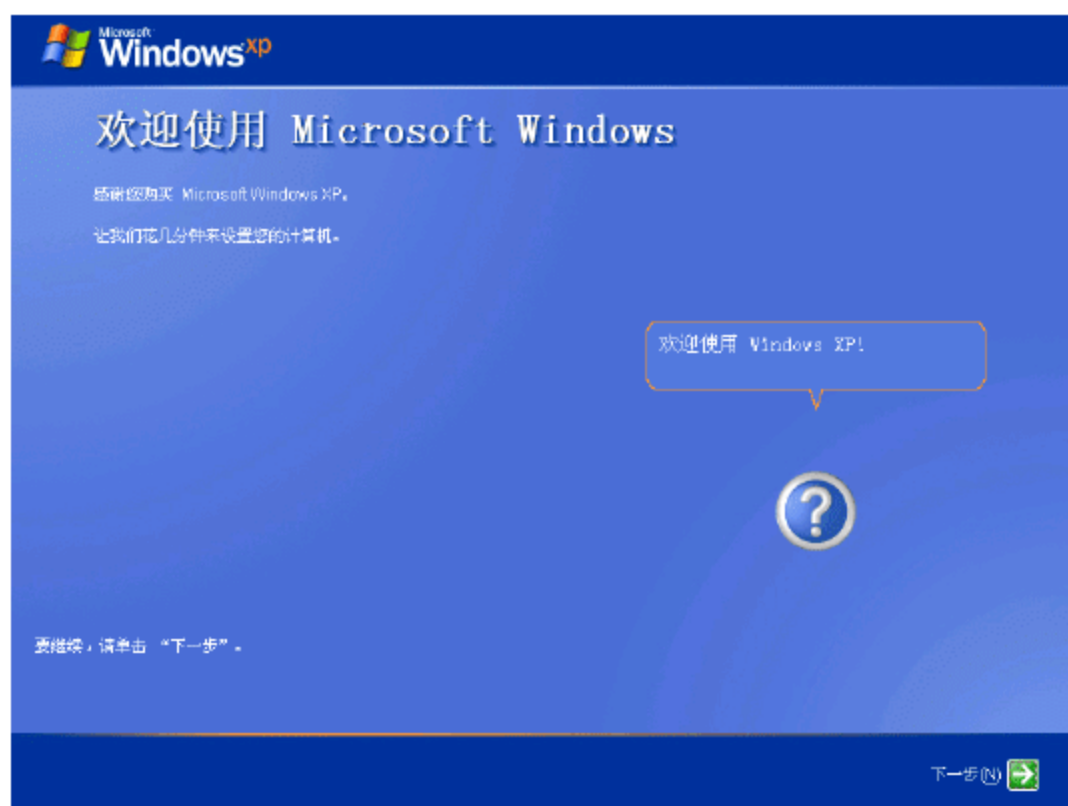 Microsoft
Windows xp
欢迎使用 Microsoft Windows
感谢您购买 Microsoft Windows XP。
让我们花几分钟来设置您的计算机。
欢迎使用 Windows XP!
要继续，请单击 “下一步”。
下一步(N)